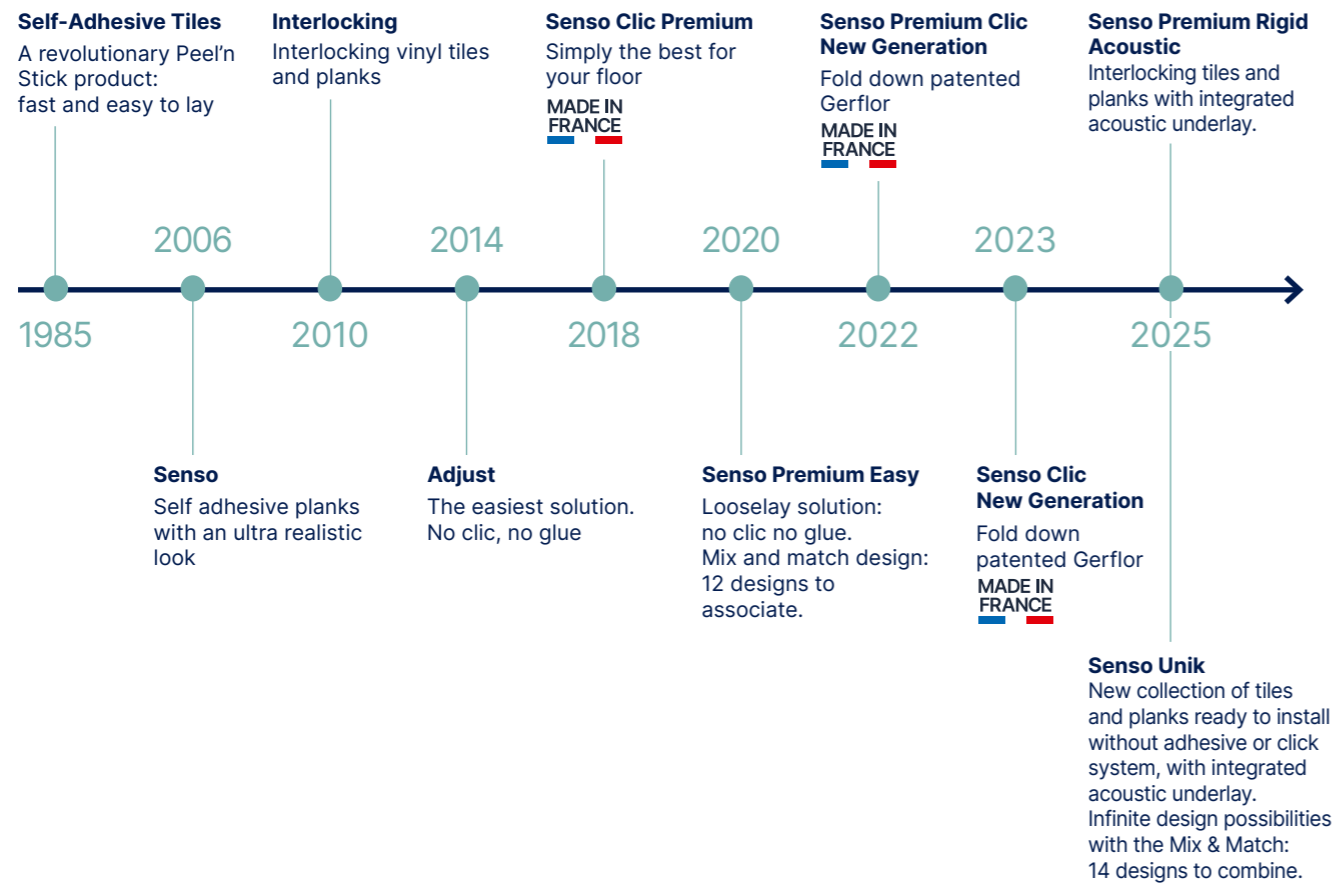 Self-Adhesive Tiles
A revolutionary Peel'n
Stick product:
fast and easy to lay
Interlocking
Interlocking vinyl tiles
and planks
Senso Clic Premium
Simply the best for
your floor
MADE IN
FRANCE
Senso Premium Clic
New Generation
Fold down patented
Gerflor
MADE IN
FRANCE
Senso Premium Rigid
Acoustic
Interlocking tiles and
planks with integrated
acoustic underlay.
2006
2014
2020
2023
1985
2010
2018
2022
2025
Senso
Self adhesive planks
with an ultra realistic
look
Adjust
The easiest solution.
No clic, no glue
Senso Premium Easy
Looselay solution:
no clic no glue.
Mix and match design:
12 designs to
associate.
Senso Clic
New Generation
Fold down
patented Gerflor
MADE IN
FRANCE
Senso Unik
New collection of tiles
and planks ready to install
without adhesive or click
system, with integrated
acoustic underlay.
Infinite design possibilities
with the Mix & Match:
14 designs to combine.